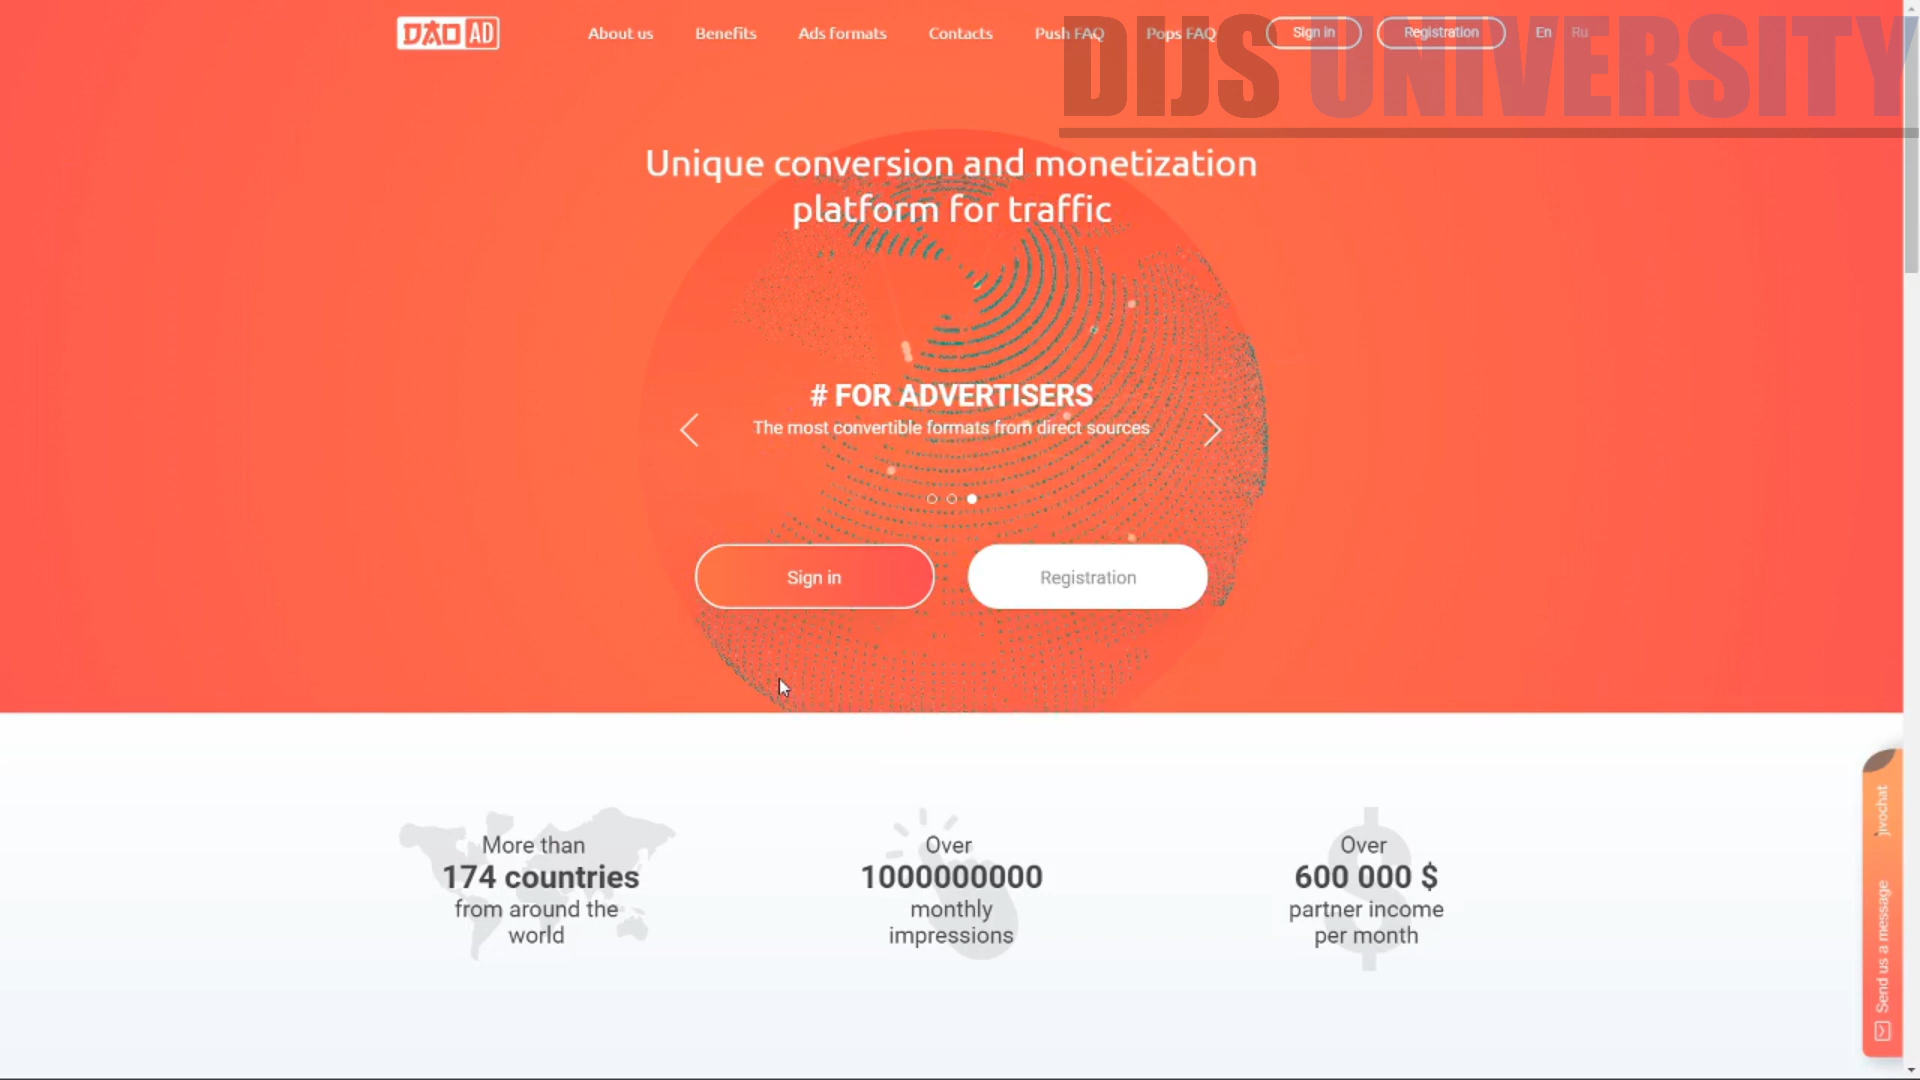 DAO AD
About us
Benefits
Ads formats
Contacts
Push FAQ
Pops FAQ
Sign in
Registration
En
Ru
DIJS UNIVERSITY
Unique conversion and monetization
platform for traffic
# FOR ADVERTISERS
The most convertible formats from direct sources
Sign in
Registration
More than
174 countries
from around the
world
Over
1000000000
monthly
impressions
Over
600 000 $
partner income
per month
jivochat
Send us a message